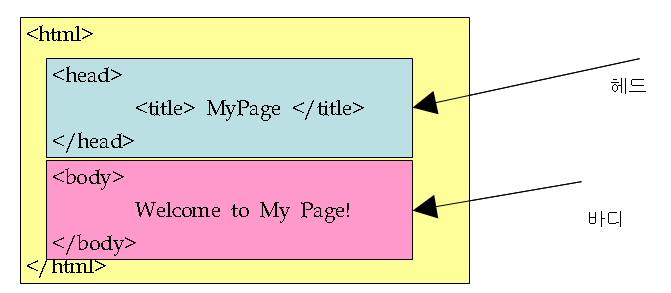 <html>
<head>
<title> MyPage </title>
</head>
<body>
Welcome to My Page!
</body>
</html>
헤드
바디